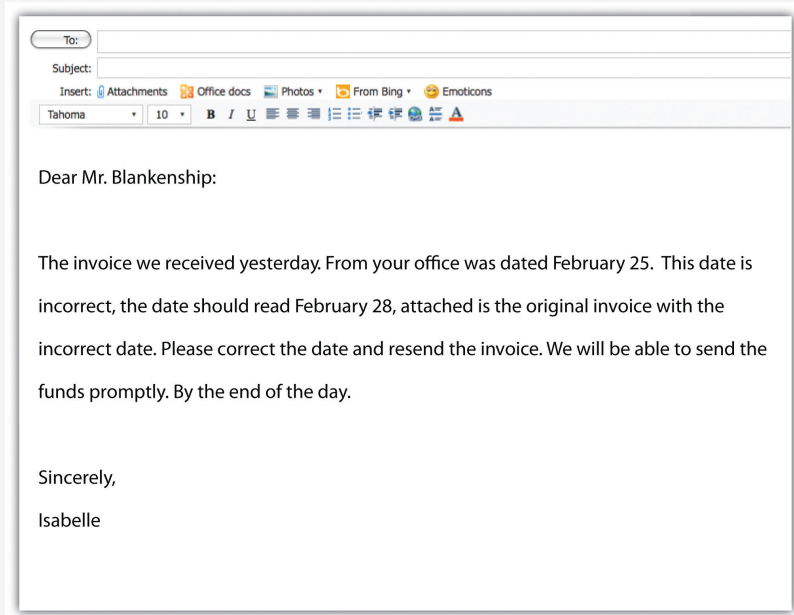 To:
Subject:
Insert: Attachments Office docs Photos From Bing Emoticons
Tahoma 10 B I U A
Dear Mr. Blankenship:
The invoice we received yesterday. From your office was dated February 25. This date is
incorrect, the date should read February 28, attached is the original invoice with the
incorrect date. Please correct the date and resend the invoice. We will be able to send the
funds promptly. By the end of the day.
Sincerely,
Isabelle